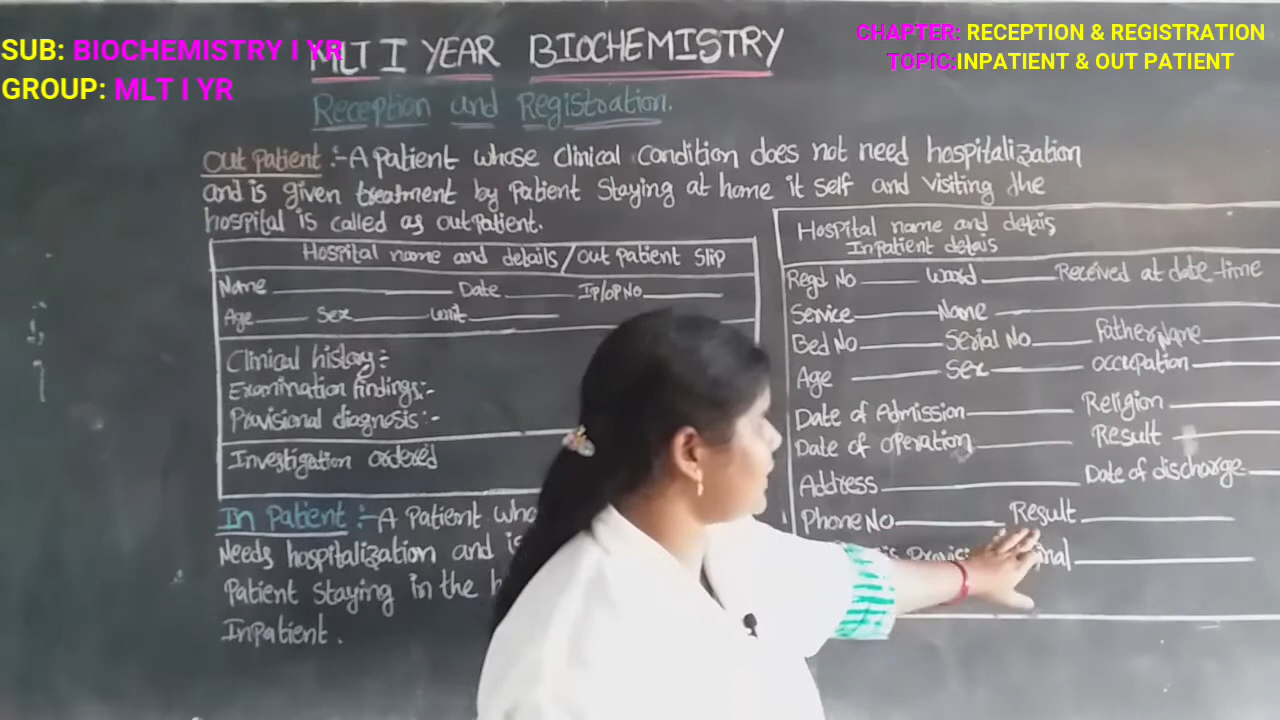 SUB: BIOCHEMISTRY I YR
GROUP: MLT I YR
CHAPTER: RECEPTION & REGISTRATION
TOPIC:INPATIENT & OUT PATIENT
MLT I YEAR BIOCHEMISTRY
Reception and Registration.
Out Patient :- A patient whose clinical condition does not need hospitalization
and is given treatment by patient staying at home it self and visiting the
hospital is called as outpatient.
Hospital name and details/out patient slip
Name Date IP/OP NO
Age Sex unit
Clinical history:-
Examination findings:-
Provisional diagnosis:-
Investigation ordered
In Patient :- A patient who
Needs hospitalization and is
Patient staying in the h
Inpatient.
Hospital name and detais
Inpatient detais
Regd No Ward Received at date-time
Service Name
Bed No Serial No Father Name
Age Sex occupation
Date of Admission Religion
Date of operation Result
Address Date of discharge
Phone No Result